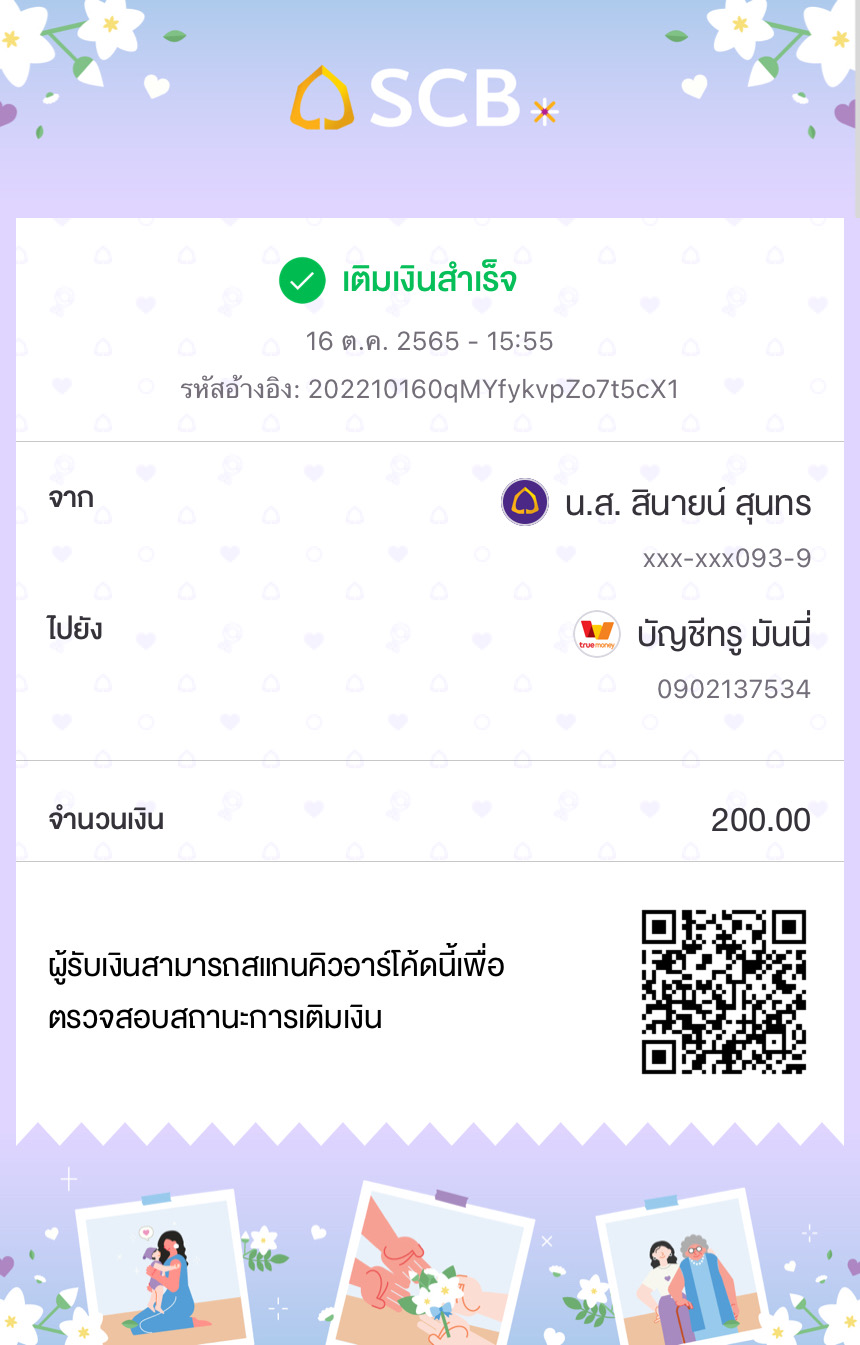 SCB
เติมเงินสำเร็จ
16 ต.ค. 2565 - 15:55
รหัสอ้างอิง: 202210160qMYfykvpZo7t5cX1
จาก
น.ส. สินายน์ สุนทร
xxx-xxx093-9
ไปยัง
truemoney
บัญชีทรู มันนี่
0902137534
จำนวนเงิน
200.00
ผู้รับเงินสามารถสแกนคิวอาร์โค้ดนี้เพื่อ
ตรวจสอบสถานะการเติมเงิน